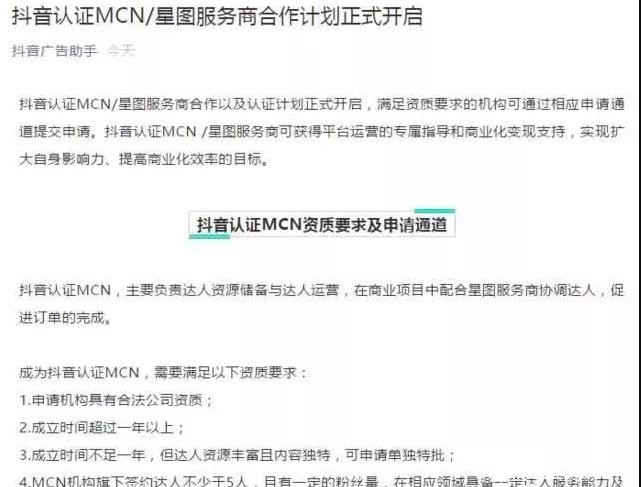 抖音认证MCN/星图服务商合作计划正式开启
抖音广告助手 今天
抖音认证MCN/星图服务商合作以及认证计划正式开启，满足资质要求的机构可通过相应申请通
道提交申请。抖音认证MCN /星图服务商可获得平台运营的专属指导和商业化变现支持，实现扩
大自身影响力、提高商业化效率的目标。
抖音认证MCN资质要求及申请通道
抖音认证MCN，主要负责达人资源储备与达人运营，在商业项目中配合星图服务商协调达人，促
进订单的完成。
成为抖音认证MCN，需要满足以下资质要求：
1.申请机构具有合法公司资质；
2.成立时间超过一年以上；
3.成立时间不足一年，但达人资源丰富且内容独特，可申请单独特批；
4.MCN机构旗下签约达人不少于5人，且有一定的粉丝量，在相应领域具备一定达人服务能力及